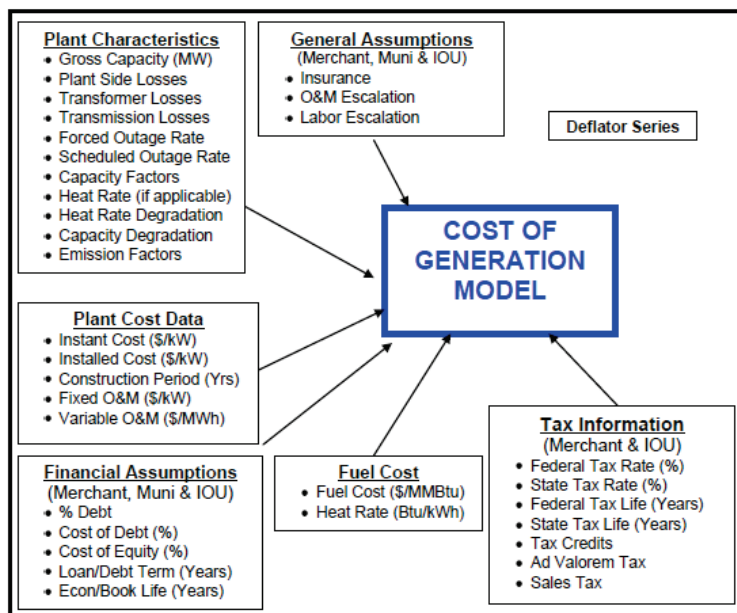 Plant Characteristics
• Gross Capacity (MW)
• Plant Side Losses
• Transformer Losses
• Transmission Losses
• Forced Outage Rate
• Scheduled Outage Rate
• Capacity Factors
• Heat Rate (if applicable)
• Heat Rate Degradation
• Capacity Degradation
• Emission Factors
General Assumptions
(Merchant, Muni & IOU)
• Insurance
• O&M Escalation
• Labor Escalation
Deflator Series
COST OF
GENERATION
MODEL
Plant Cost Data
• Instant Cost ($/kW)
• Installed Cost ($/kW)
• Construction Period (Yrs)
• Fixed O&M ($/kW)
• Variable O&M ($/MWh)
Financial Assumptions
(Merchant, Muni & IOU)
• % Debt
• Cost of Debt (%)
• Cost of Equity (%)
• Loan/Debt Term (Years)
• Econ/Book Life (Years)
Fuel Cost
• Fuel Cost ($/MMBtu)
• Heat Rate (Btu/kWh)
Tax Information
(Merchant & IOU)
• Federal Tax Rate (%)
• State Tax Rate (%)
• Federal Tax Life (Years)
• State Tax Life (Years)
• Tax Credits
• Ad Valorem Tax
• Sales Tax